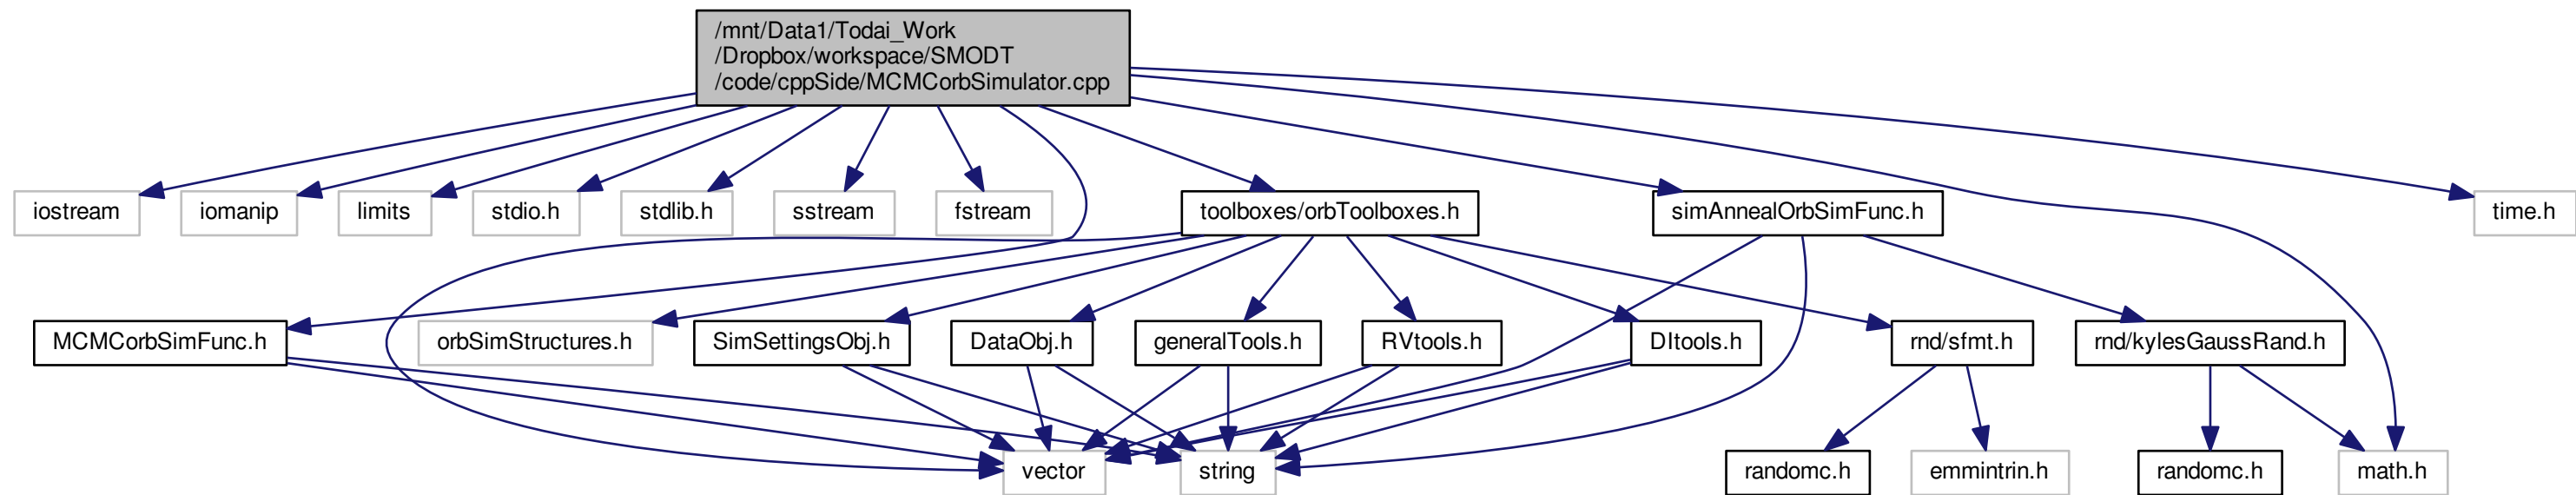 /mnt/Data1/Todai_Work
/Dropbox/workspace/SMODT
/code/cppSide/MCMCorbSimulator.cpp
iostream
iomanip
limits
stdio.h
stdlib.h
sstream
fstream
toolboxes/orbToolboxes.h
simAnnealOrbSimFunc.h
time.h
MCMCorbSimFunc.h
orbSimStructures.h
SimSettingsObj.h
DataObj.h
generalTools.h
RVtools.h
DItools.h
rnd/sfmt.h
rnd/kylesGaussRand.h
vector
string
randomc.h
emmintrin.h
randomc.h
math.h